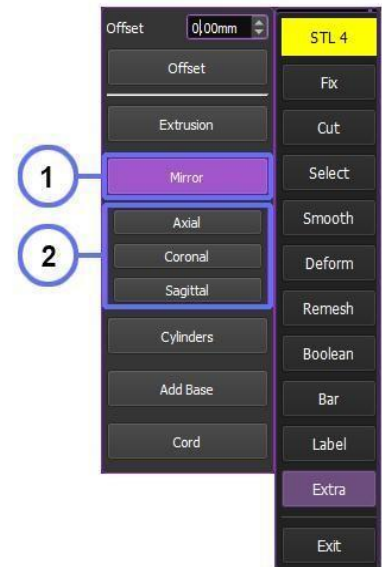 Offset 0,00mm
Offset
Extrusion
1
Mirror
2
Axial
Coronal
Sagittal
Cylinders
Add Base
Cord
STL 4
Fix
Cut
Select
Smooth
Deform
Remesh
Boolean
Bar
Label
Extra
Exit